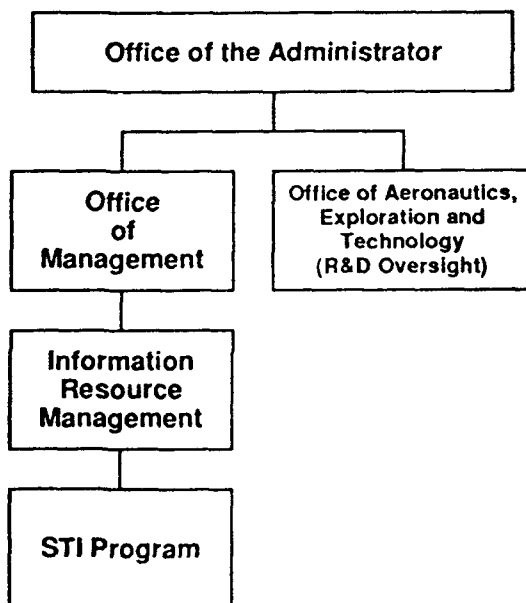 Office of the Administrator
Office
of
Management
Office of Aeronautics,
Exploration and
Technology
(R&D Oversight)
Information
Resource
Management
STI Program